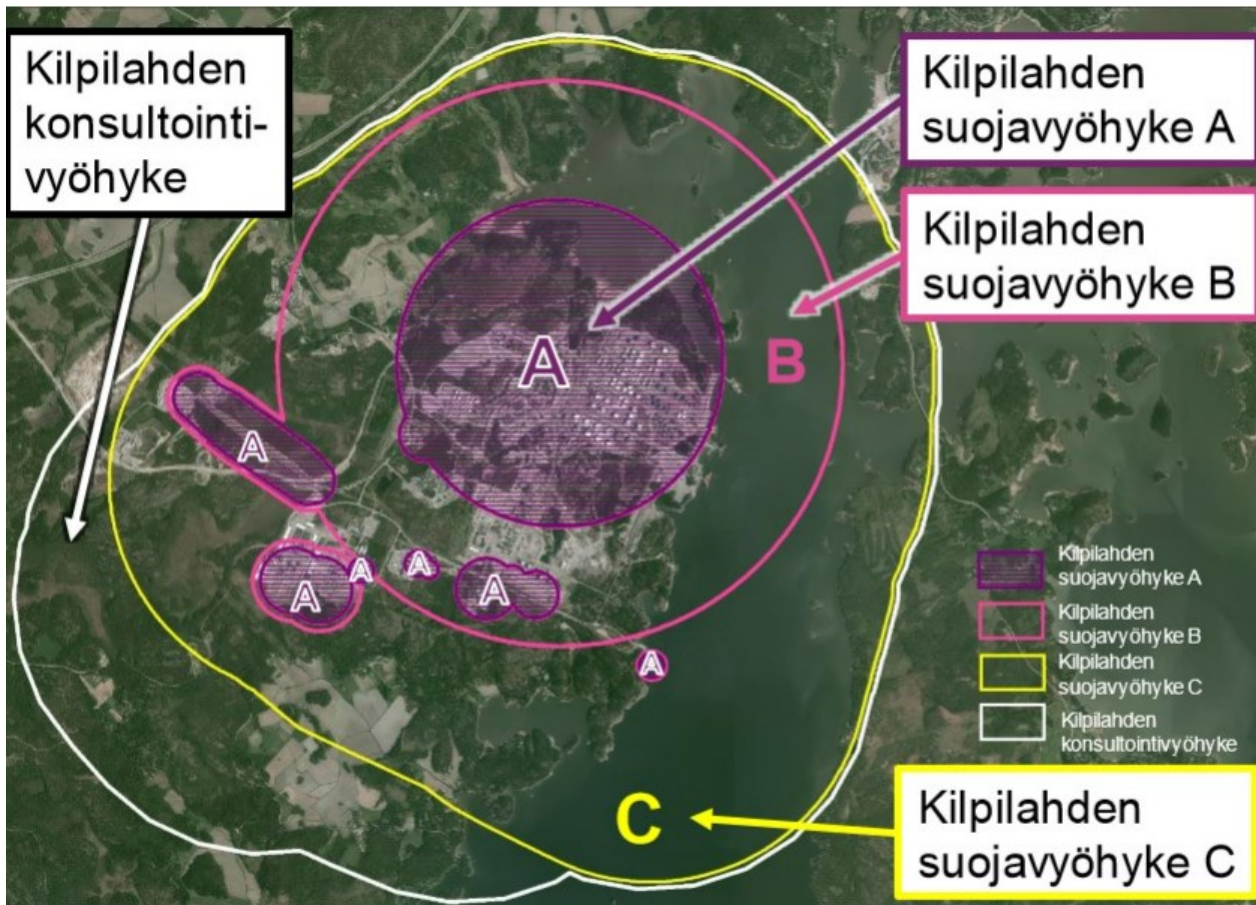 Kilpilahden
konsultointi-
vyöhyke
Kilpilahden
suojavyöhyke A
Kilpilahden
suojavyöhyke B
A
B
A
A
A
A
A
A
Kilpilahden
suojavyöhyke A
Kilpilahden
suojavyöhyke B
Kilpilahden
suojavyöhyke C
Kilpilahden
konsultointivyöhyke
C
Kilpilahden
suojavyöhyke C